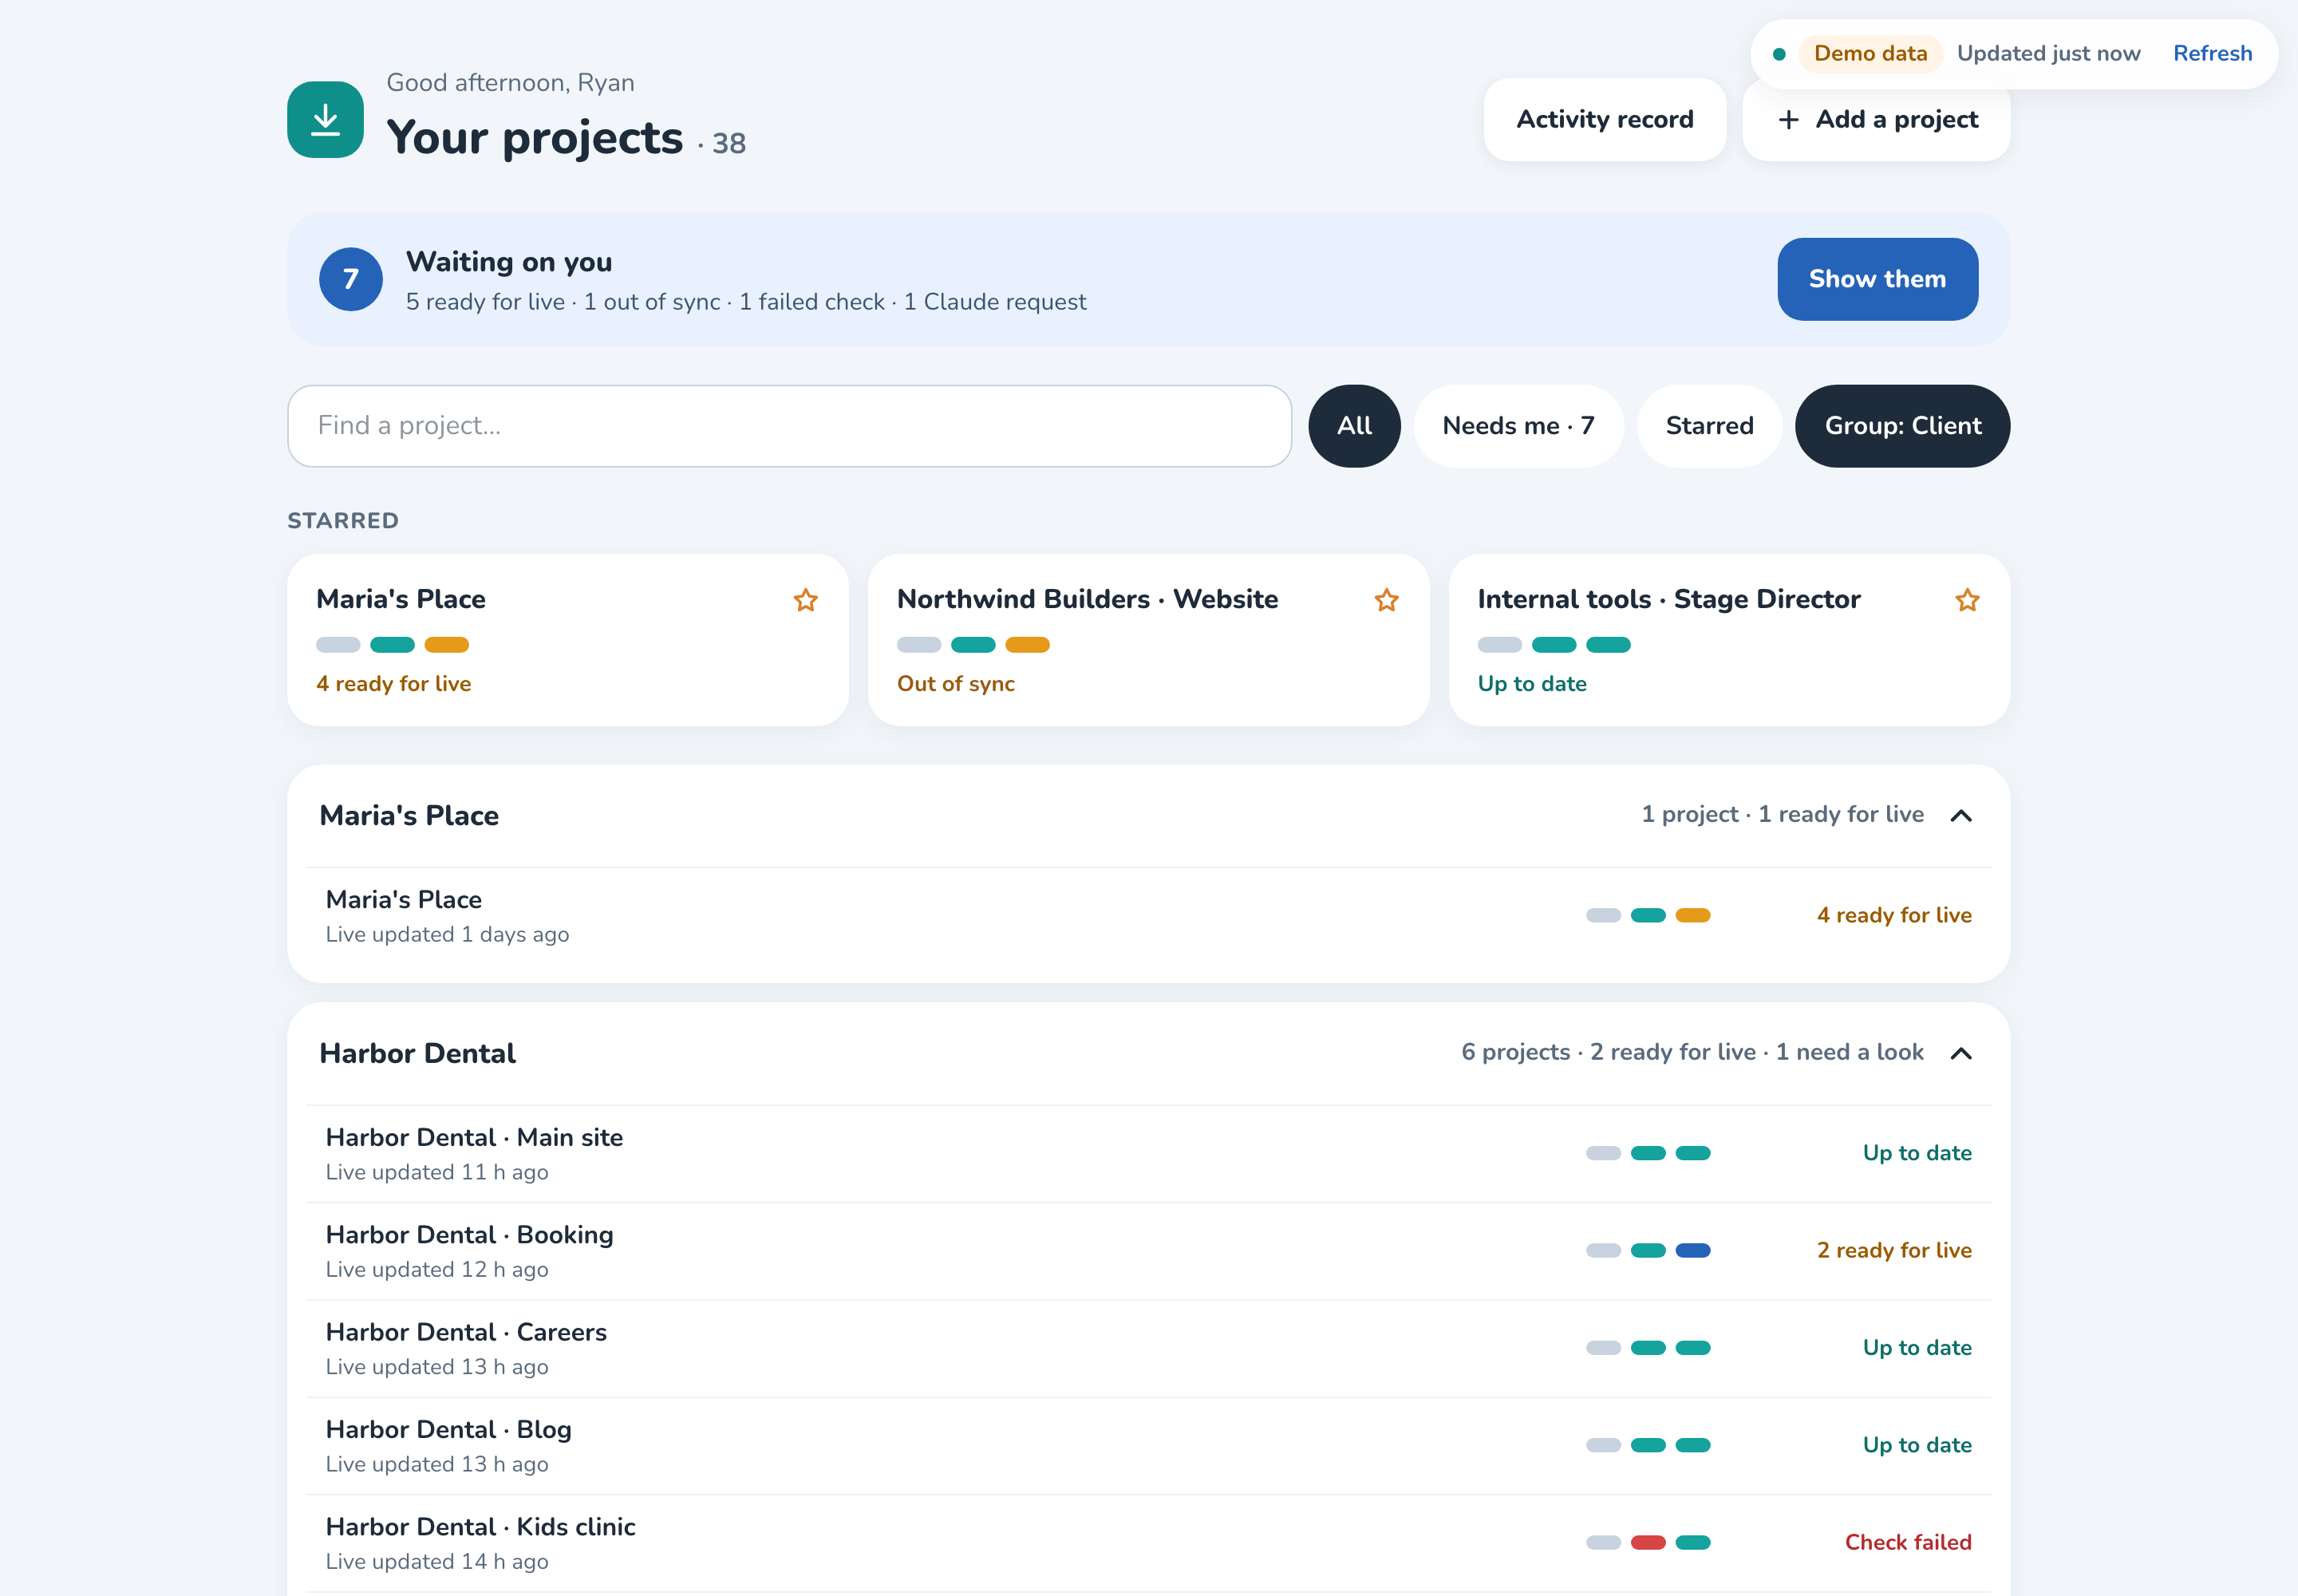 Demo data Updated just now Refresh
Good afternoon, Ryan
Your projects · 38
Activity record
+ Add a project
7
Waiting on you
5 ready for live · 1 out of sync · 1 failed check · 1 Claude request
Show them
Find a project...
All
Needs me · 7
Starred
Group: Client
STARRED
Maria's Place
4 ready for live
Northwind Builders · Website
Out of sync
Internal tools · Stage Director
Up to date
Maria's Place
1 project · 1 ready for live
Maria's Place
Live updated 1 days ago
4 ready for live
Harbor Dental
6 projects · 2 ready for live · 1 need a look
Harbor Dental · Main site
Live updated 11 h ago
Up to date
Harbor Dental · Booking
Live updated 12 h ago
2 ready for live
Harbor Dental · Careers
Live updated 13 h ago
Up to date
Harbor Dental · Blog
Live updated 13 h ago
Up to date
Harbor Dental · Kids clinic
Live updated 14 h ago
Check failed